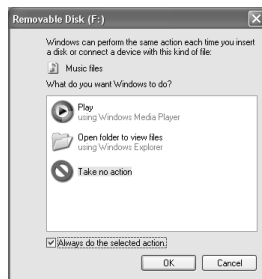 Removable Disk (F:)
Windows can perform the same action each time you insert
a disk or connect a device with this kind of file:
Music files
What do you want Windows to do?
Play
using Windows Media Player
Open folder to view files
using Windows Explorer
Take no action
Always do the selected action.
OK
Cancel